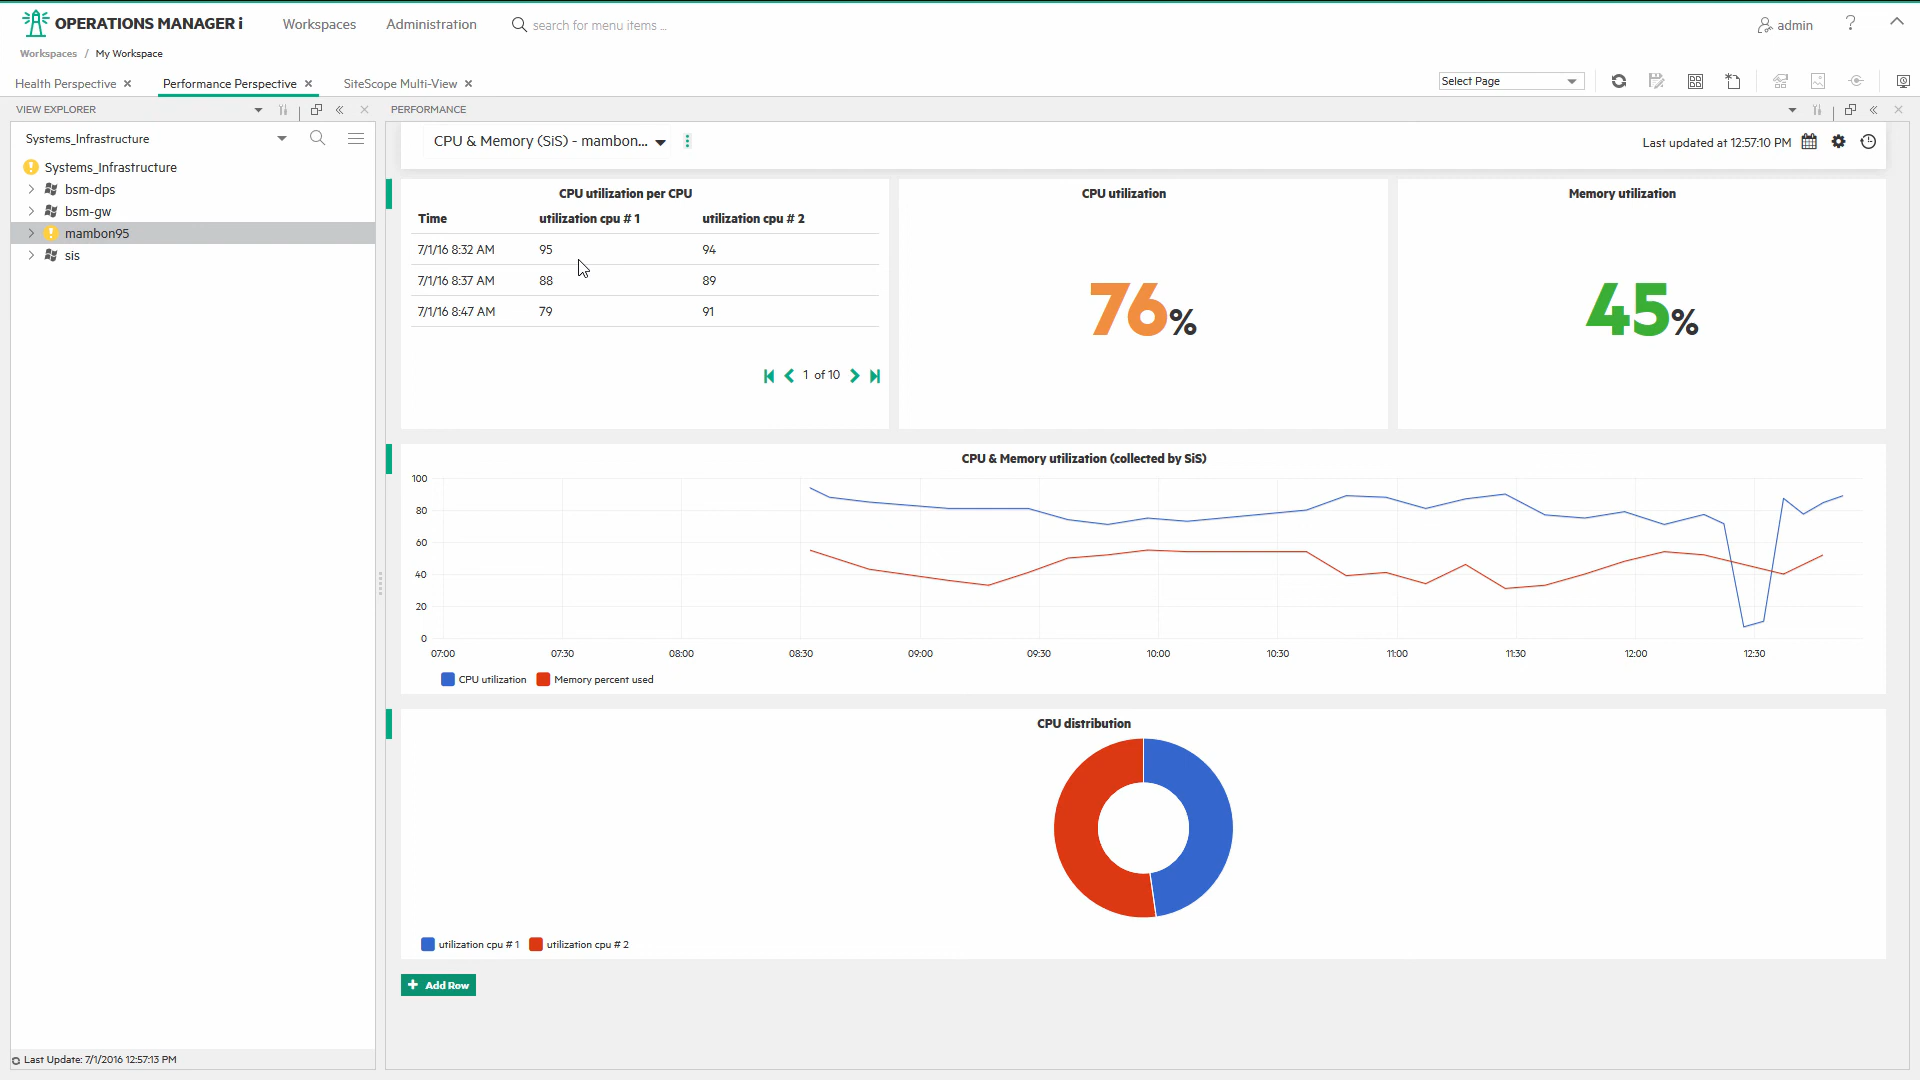 OPERATIONS MANAGER i Workspaces Administration search for menu items ... admin ?
Workspaces / My Workspace
Health Perspective × Performance Perspective × SiteScope Multi-View × Select Page
VIEW EXPLORER
PERFORMANCE
Systems_Infrastructure
Systems_Infrastructure
bsm-dps
bsm-gw
mambon95
sis
CPU & Memory (SiS) - mambon...
Last updated at 12:57:10 PM
CPU utilization per CPU
Time utilization cpu # 1 utilization cpu # 2
7/1/16 8:32 AM 95 94
7/1/16 8:37 AM 88 89
7/1/16 8:47 AM 79 91
1 of 10
CPU utilization
76%
Memory utilization
45%
CPU & Memory utilization (collected by SiS)
100
80
60
40
20
0
07:00 07:30 08:00 08:30 09:00 09:30 10:00 10:30 11:00 11:30 12:00 12:30
CPU utilization Memory percent used
CPU distribution
utilization cpu # 1 utilization cpu # 2
+ Add Row
Last Update: 7/1/2016 12:57:13 PM